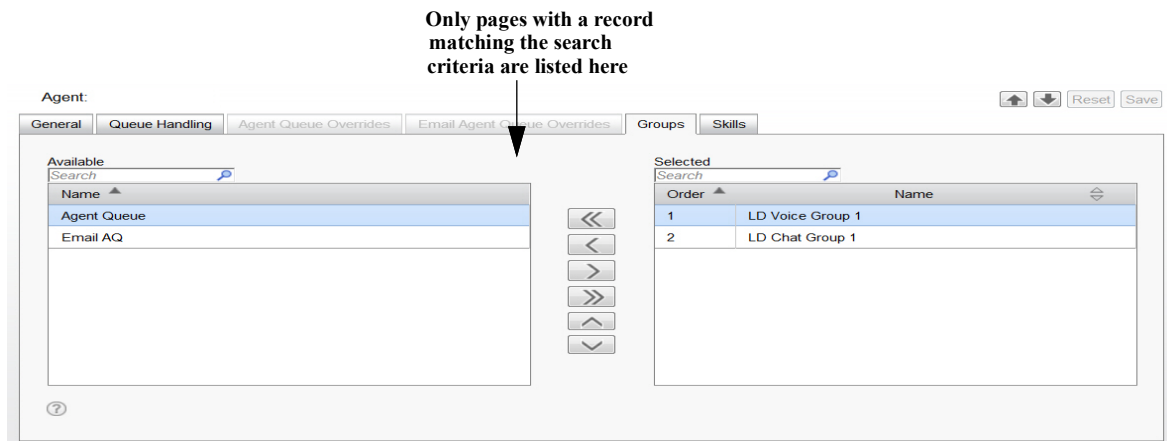 Only pages with a record
matching the search
criteria are listed here
Agent:
Reset Save
General Queue Handling Agent Queue Overrides Email Agent Queue Overrides Groups Skills
Available
Search
Name
Agent Queue
Email AQ
Selected
Search
Order Name
1 LD Voice Group 1
2 LD Chat Group 1
?